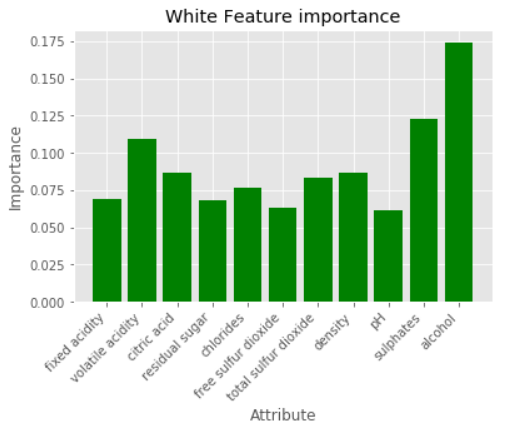 White Feature importance
0.175
0.150
0.125
0.100
0.075
0.050
0.025
0.000
Importance
fixed acidity
volatile acidity
citric acid
residual sugar
chlorides
free sulfur dioxide
total sulfur dioxide
density
pH
sulphates
alcohol
Attribute